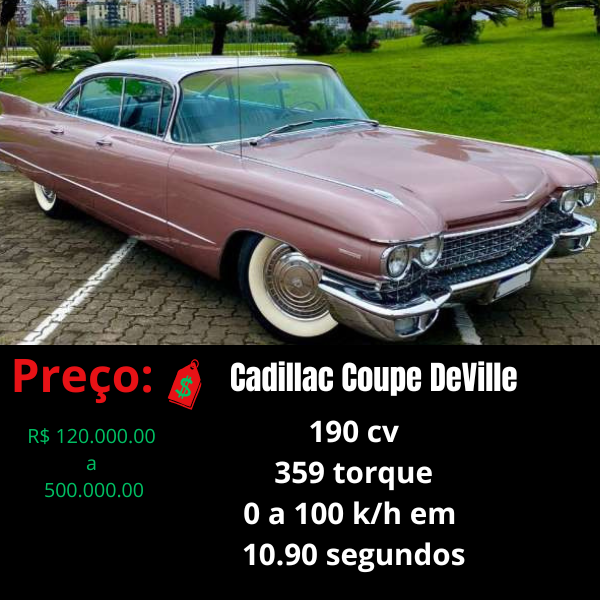 Preço: $ Cadillac Coupe DeVille
R$ 120.000.00
a
500.000.00
190 cv
359 torque
0 a 100 k/h em
10.90 segundos